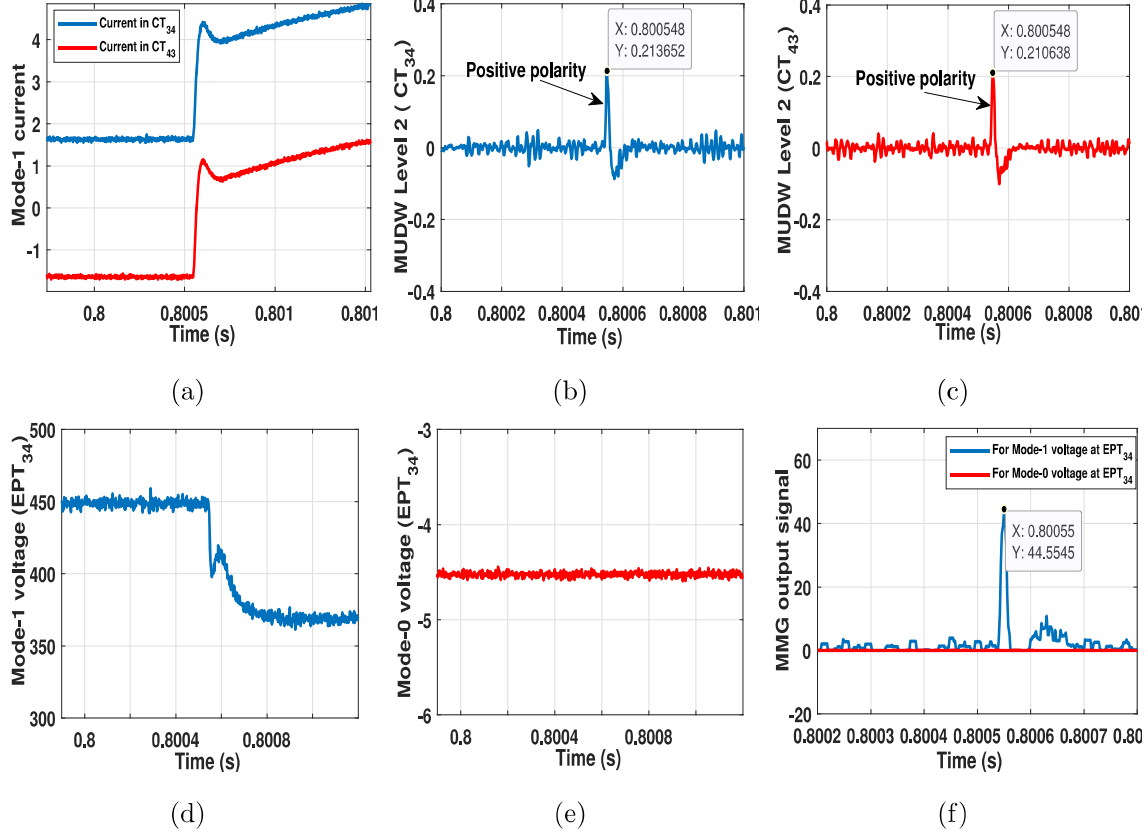 Mode-1 current
4
3
2
1
0
-1
Current in CT34
Current in CT43
0.8
0.8005
0.801
0.801
Time (s)
(a)
MUDW Level 2 ( CT34)
0.4
0.2
0
-0.2
-0.4
X: 0.800548
Y: 0.213652
Positive polarity
0.8
0.8002
0.8004
0.8006
0.8008
0.801
Time (s)
(b)
MUDW Level 2 (CT43)
0.4
0.2
0
-0.2
-0.4
X: 0.800548
Y: 0.210638
Positive polarity
0.8
0.8002
0.8004
0.8006
0.8008
0.801
Time (s)
(c)
Mode-1 voltage (EPT34)
500
450
400
350
300
0.8
0.8004
0.8008
Time (s)
(d)
Mode-0 voltage (EPT34)
-3
-4
-5
-6
0.8
0.8004
0.8008
Time (s)
(e)
MMG output signal
60
40
20
0
-20
For Mode-1 voltage at EPT34
For Mode-0 voltage at EPT34
X: 0.80055
Y: 44.5545
0.8002
0.8003
0.8004
0.8005
0.8006
0.8007
0.80
Time (s)
(f)